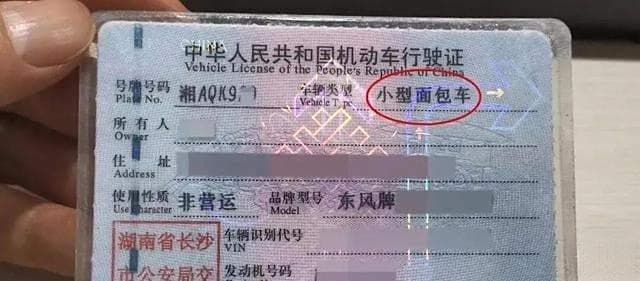 中华人民共和国机动车行驶证
Vehicle License of the People's Republic of China
号牌号码 湘AQK9 车辆类型 小型面包车
Plate No. Vehicle Type
所有人
Owner
住址
Address
使用性质 非营运 品牌型号 东风牌
Use Character Model
湖南省长沙 车辆识别代号
VIN
市公安局交 发动机号码